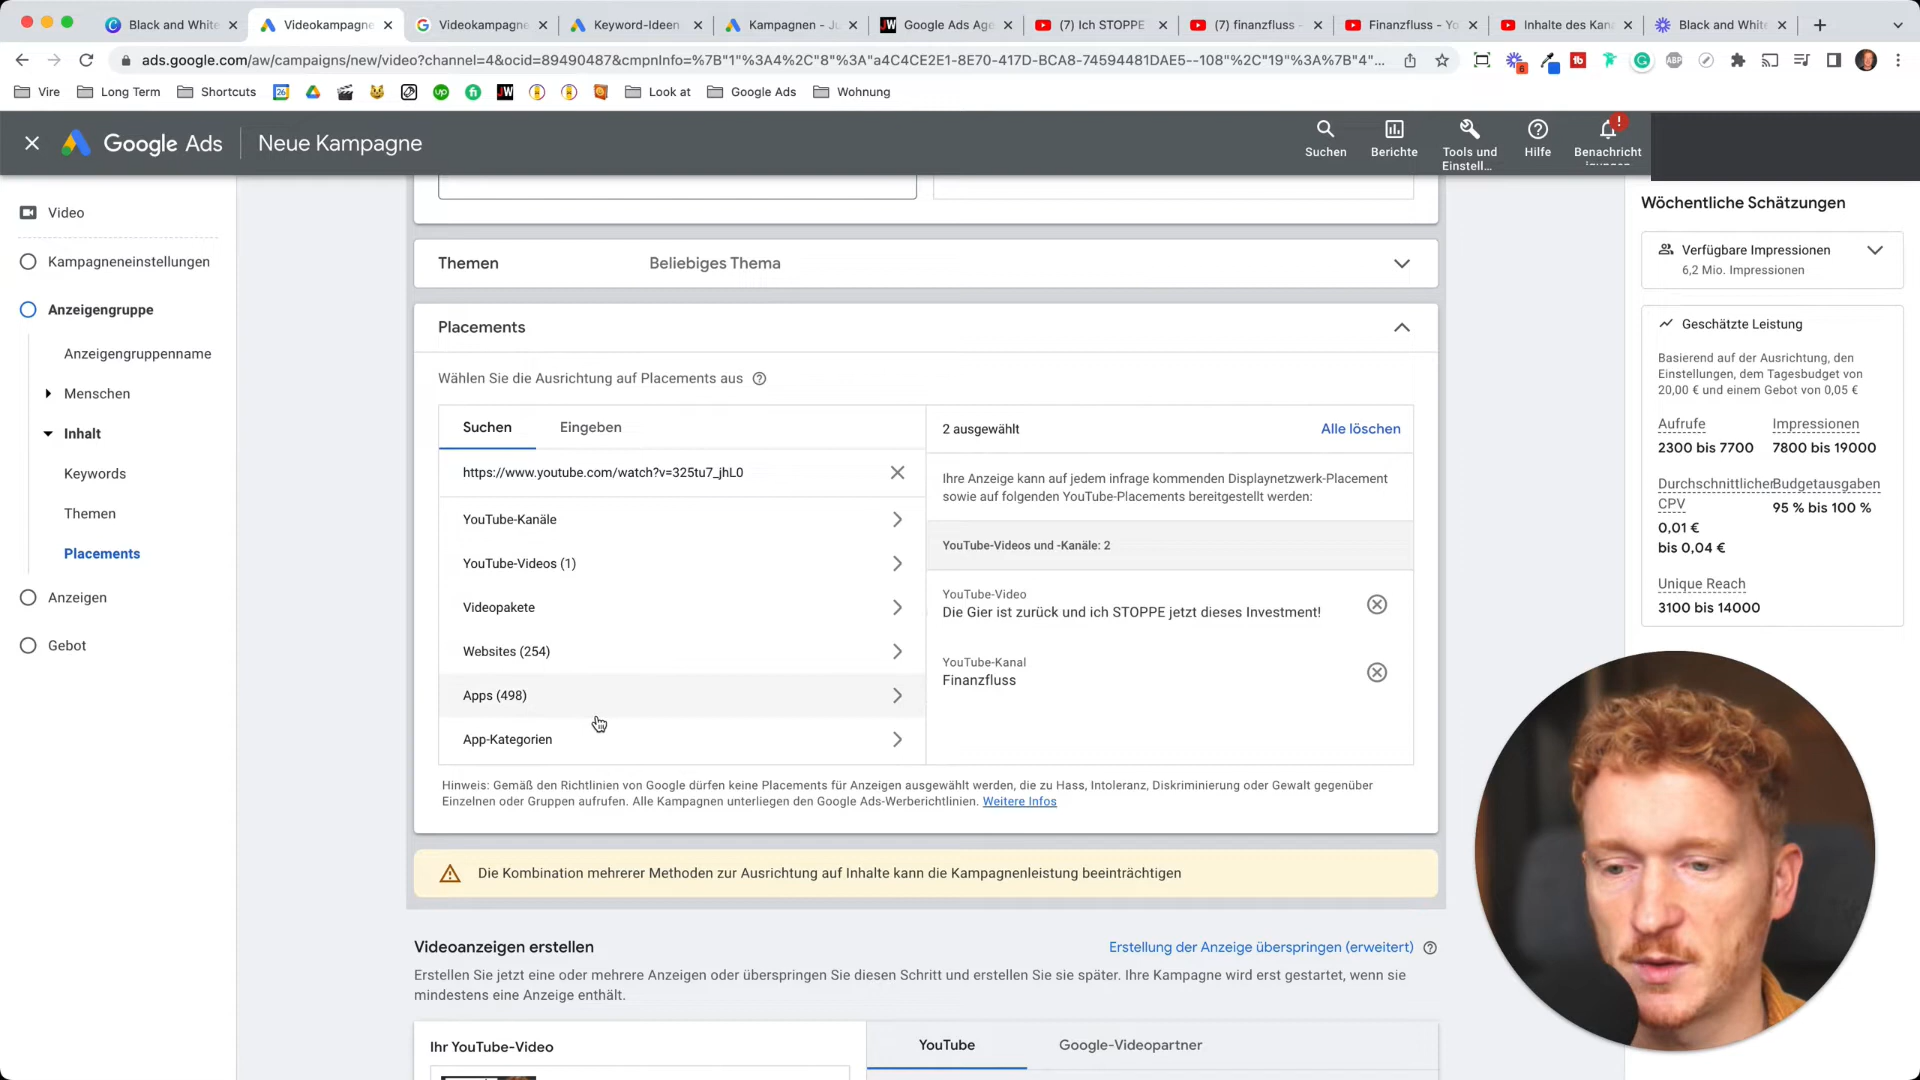 Black and White
Videokampagne
Videokampagne
Keyword-Ideen
Kampagnen - Ju
Google Ads Age
(7) Ich STOPPE
(7) finanzfluss -
Finanzfluss - Yo
Inhalte des Kana
Black and White
ads.google.com/aw/campaigns/new/video?channel=4&ocid=89490487&cmpnInfo=%7B"1"%3A4%2C"8"%3A"a4C4CE2E1-8E70-417D-BCA8-74594481DAE5--108"%2C"19"%3A%7B"4"...
Vire
Long Term
Shortcuts
Look at
Google Ads
Wohnung
Google Ads
Neue Kampagne
Suchen
Berichte
Tools und
Einstell...
Hilfe
Benachricht
Video
Kampagneneinstellungen
Anzeigengruppe
Anzeigengruppenname
Menschen
Inhalt
Keywords
Themen
Placements
Anzeigen
Gebot
Themen
Beliebiges Thema
Placements
Wählen Sie die Ausrichtung auf Placements aus
Suchen
Eingeben
https://www.youtube.com/watch?v=325tu7_jhL0
YouTube-Kanäle
YouTube-Videos (1)
Videopakete
Websites (254)
Apps (498)
App-Kategorien
2 ausgewählt
Alle löschen
Ihre Anzeige kann auf jedem infrage kommenden Displaynetzwerk-Placement
sowie auf folgenden YouTube-Placements bereitgestellt werden:
YouTube-Videos und -Kanäle: 2
YouTube-Video
Die Gier ist zurück und ich STOPPE jetzt dieses Investment!
YouTube-Kanal
Finanzfluss
Hinweis: Gemäß den Richtlinien von Google dürfen keine Placements für Anzeigen ausgewählt werden, die zu Hass, Intoleranz, Diskriminierung oder Gewalt gegenüber
Einzelnen oder Gruppen aufrufen. Alle Kampagnen unterliegen den Google Ads-Werberichtlinien. Weitere Infos
Die Kombination mehrerer Methoden zur Ausrichtung auf Inhalte kann die Kampagnenleistung beeinträchtigen
Videoanzeigen erstellen
Erstellung der Anzeige überspringen (erweitert)
Erstellen Sie jetzt eine oder mehrere Anzeigen oder überspringen Sie diesen Schritt und erstellen Sie sie später. Ihre Kampagne wird erst gestartet, wenn sie
mindestens eine Anzeige enthält.
Ihr YouTube-Video
YouTube
Google-Videopartner
Wöchentliche Schätzungen
Verfügbare Impressionen
6,2 Mio. Impressionen
Geschätzte Leistung
Basierend auf der Ausrichtung, den
Einstellungen, dem Tagesbudget von
20,00 € und einem Gebot von 0,05 €
Aufrufe
2300 bis 7700
Impressionen
7800 bis 19000
Durchschnittlicher
CPV
0,01 €
bis 0,04 €
Budgetausgaben
95 % bis 100 %
Unique Reach
3100 bis 14000